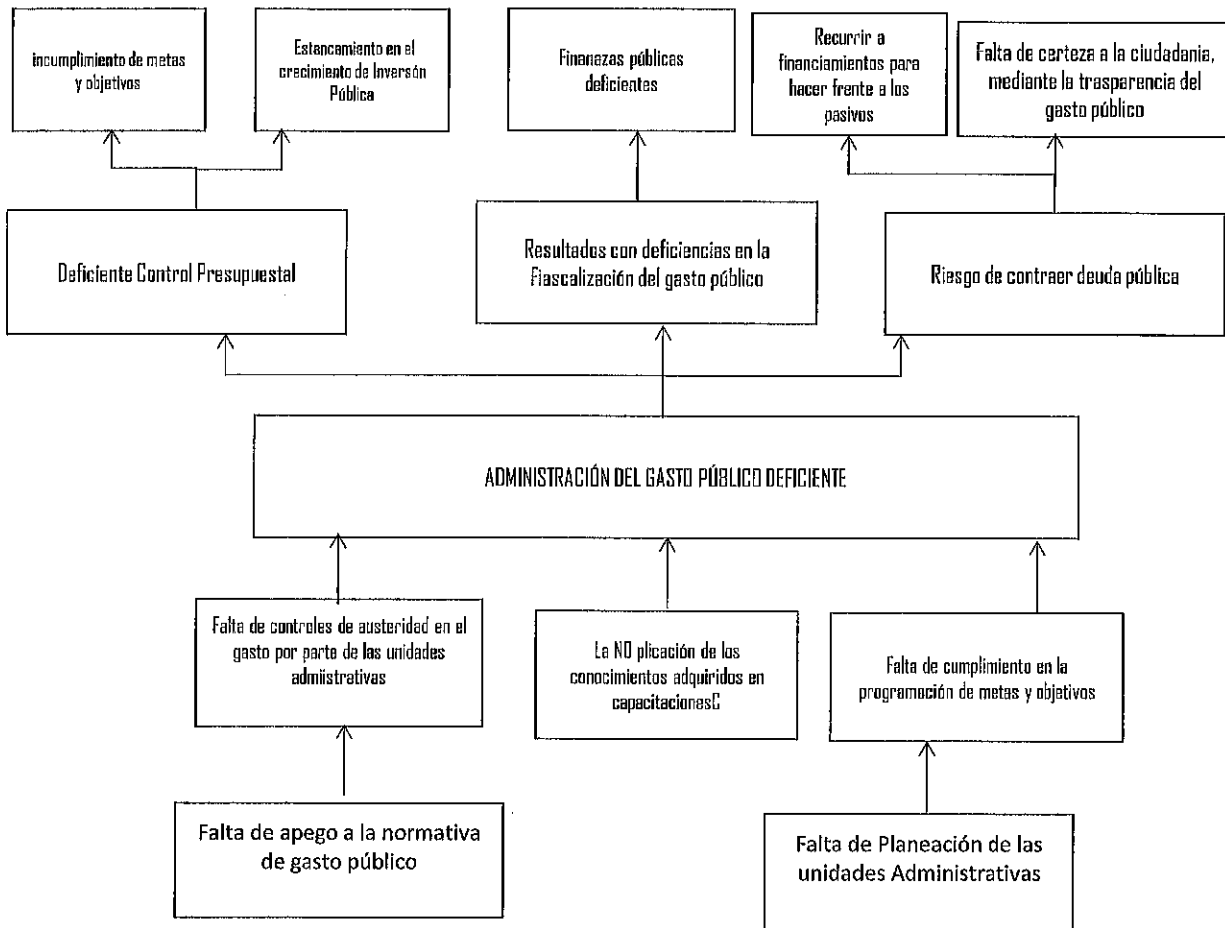 incumplimiento de metas
y objetivos
Estancamiento en el
crecimiento de Inversón
Pública
Finanazas públicas
deficientes
Recurrir a
financiamientos para
hacer frente a los
pasivos
Falta de certeza a la ciudadania,
mediante la trasparencia del
gasto público
Deficiente Control Presupuestal
Resultados con deficiencias en la
Fiascalización del gasto público
Riesgo de contraer deuda pública
ADMINISTRACIÓN DEL GASTO PÚBLICO DEFICIENTE
Falta de controles de austeridad en el
gasto por parte de las unidades
admiistrativas
La NO plicación de los
conocimientos adquiridos en
capacitacionesC
Falta de cumplimiento en la
programación de metas y objetivos
Falta de apego a la normativa
de gasto público
Falta de Planeación de las
unidades Administrativas